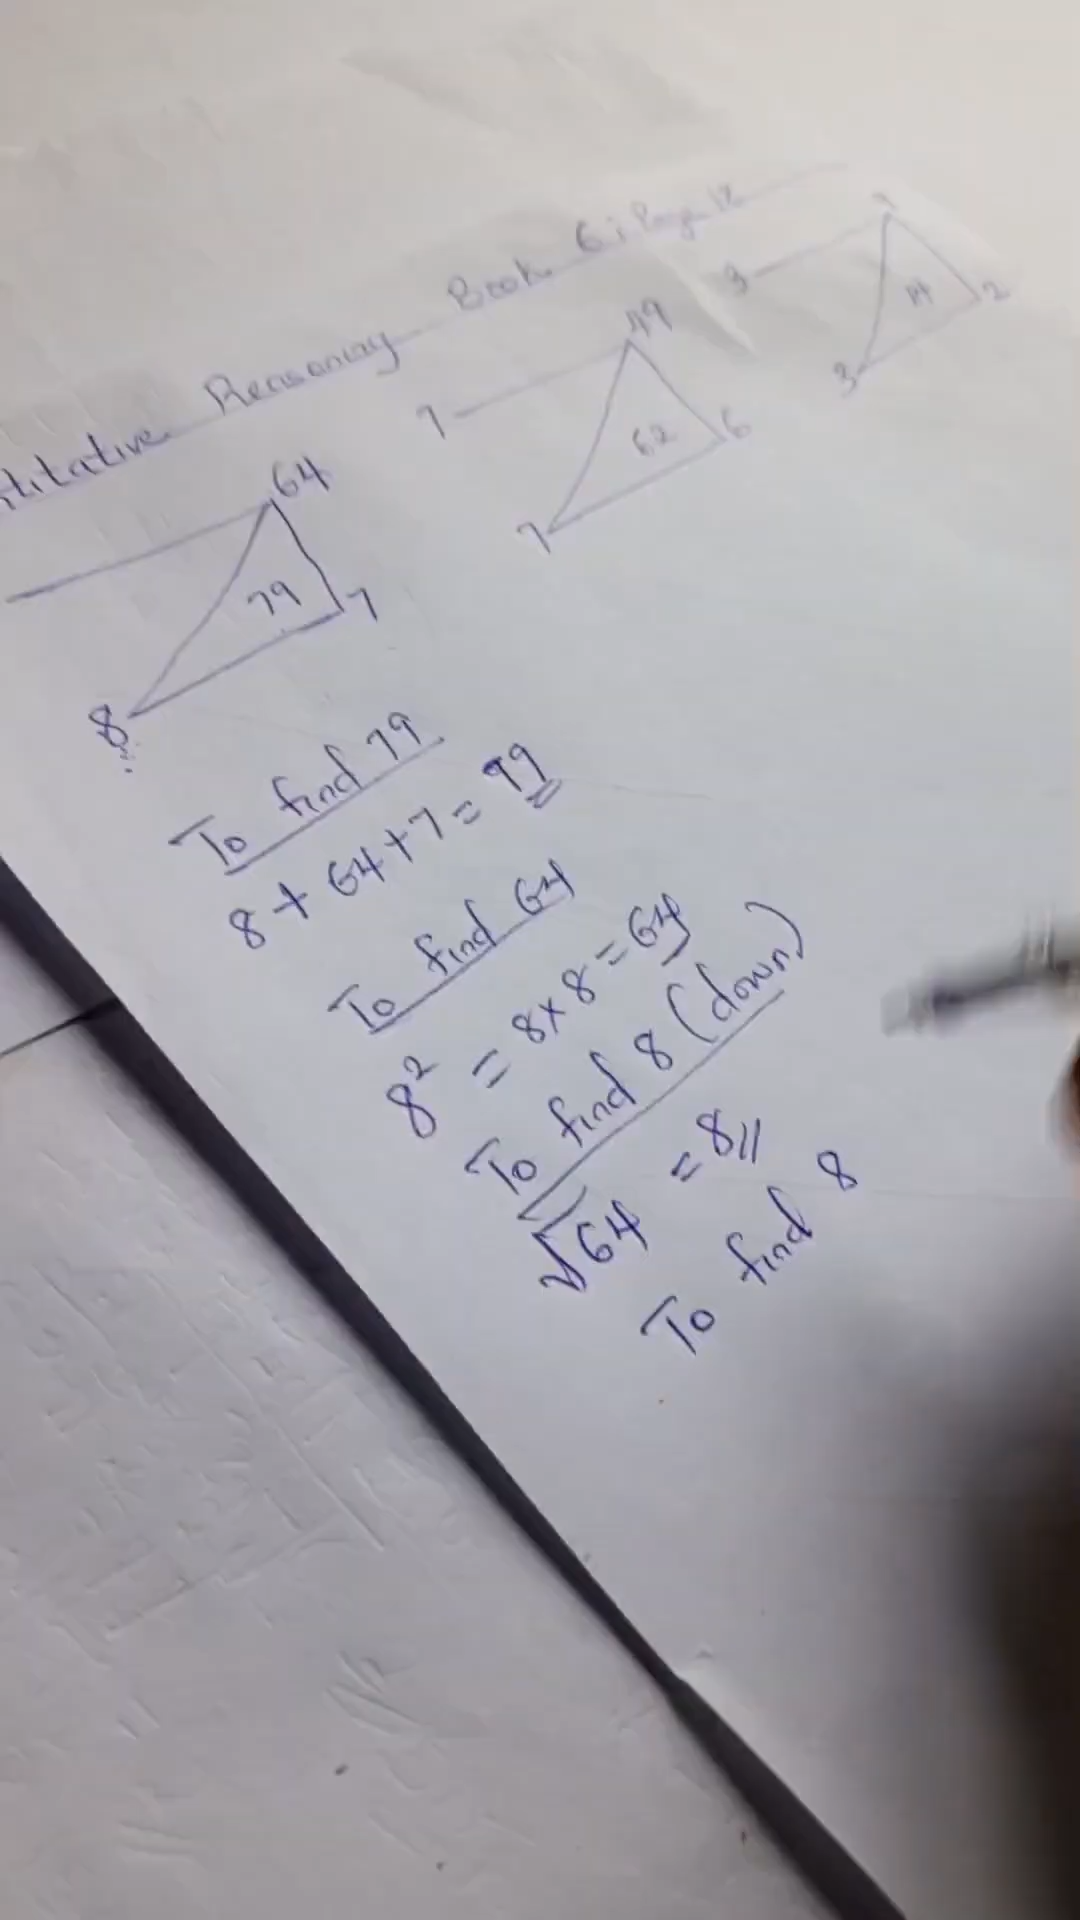 Reasoning Book 6; Page 12
64
79
7
8
7
49
62
6
7
3
14
2
3
To find 79
8 + 64 + 7 = 79
To find 64
8² = 8 x 8 = 64
To find 8 (down)
√64 = 8
To find 8